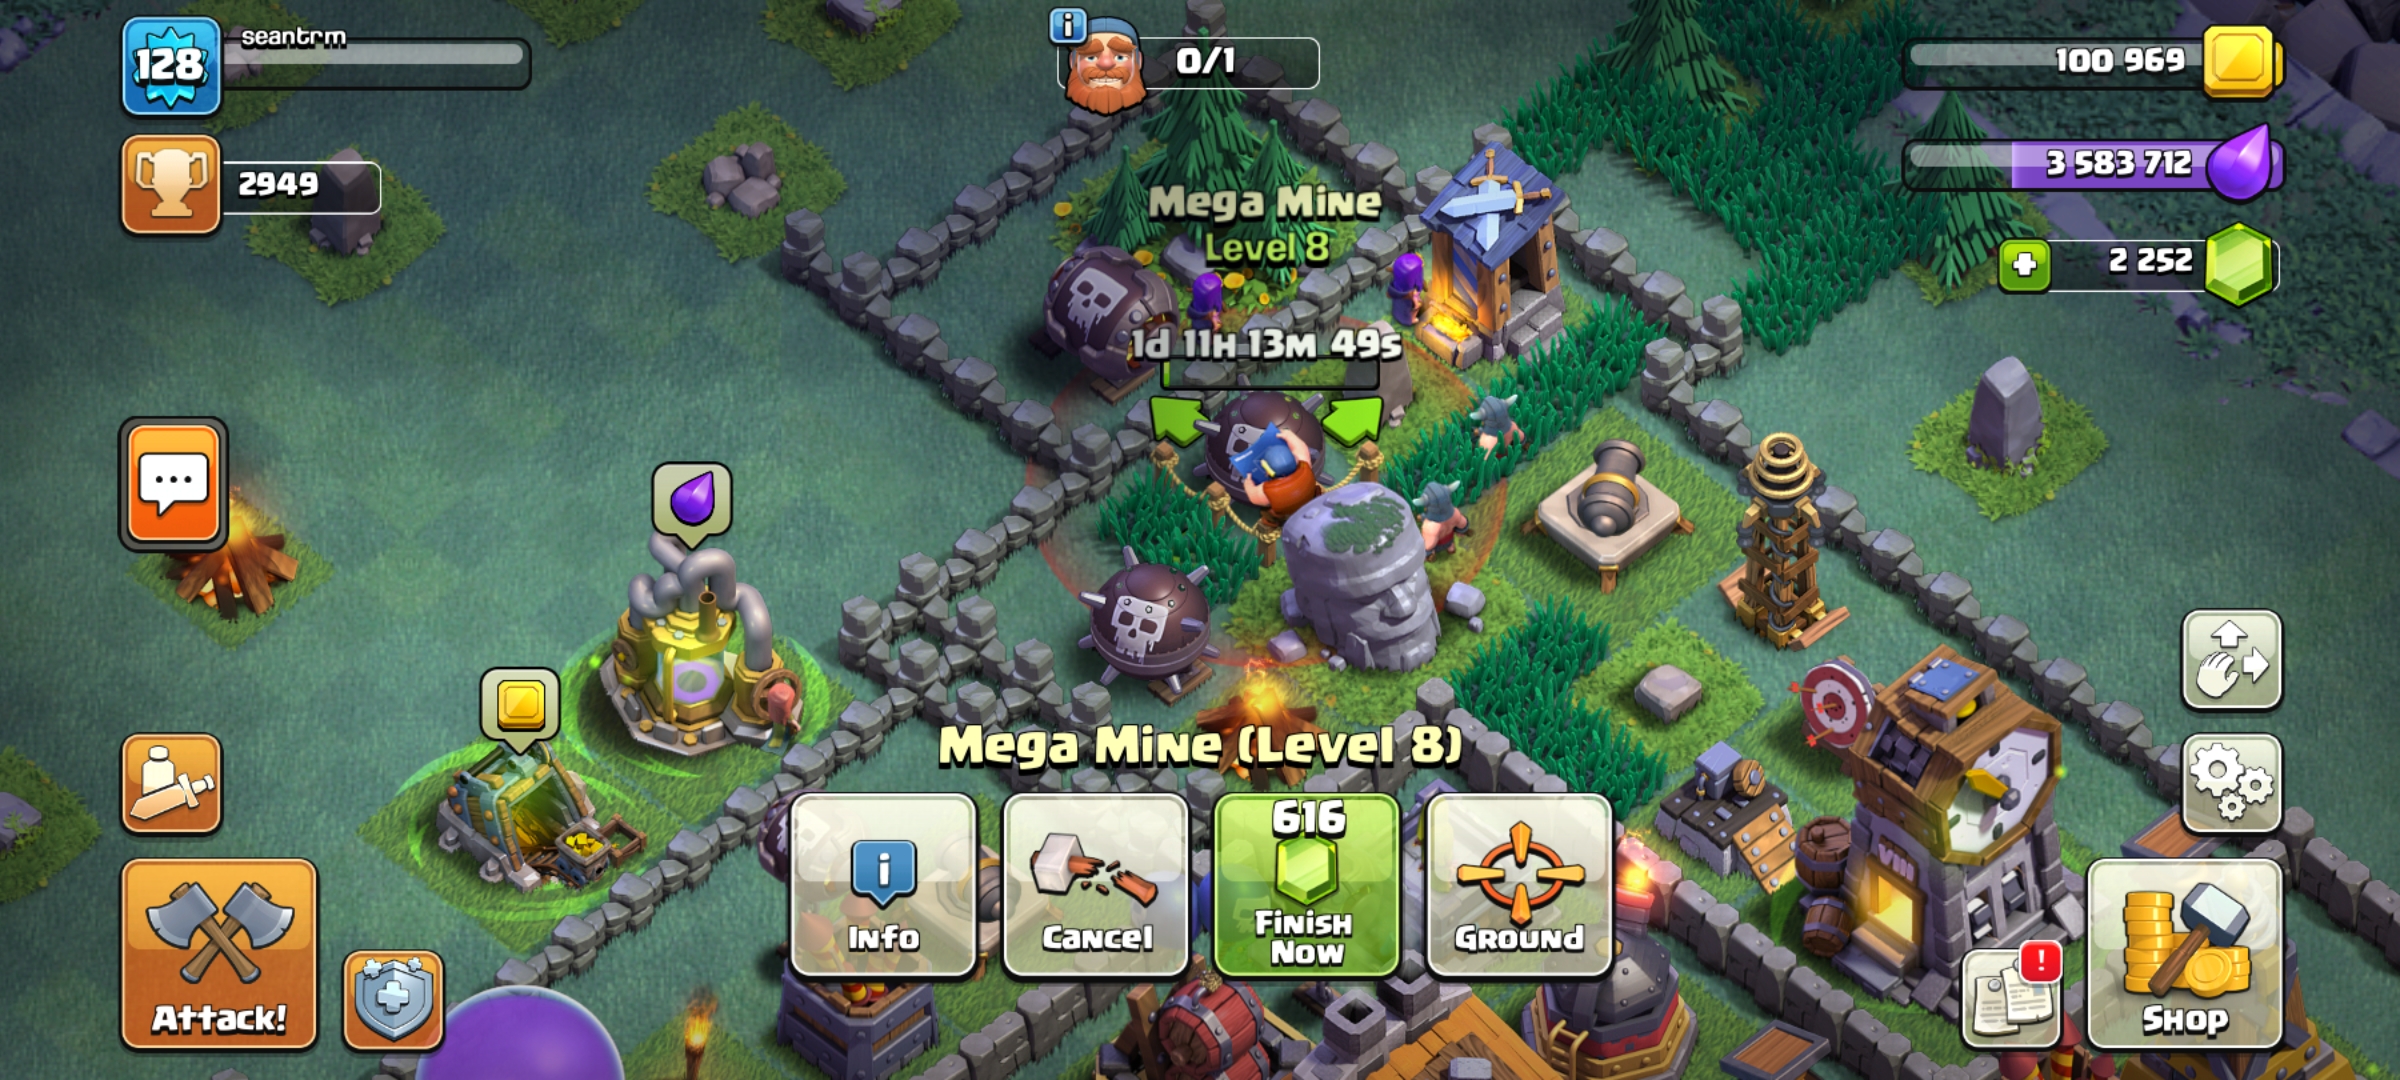 128
seantrm
0/1
100 969
2949
3 583 712
2 252
Mega Mine
Level 8
1d 11H 13M 49s
Mega Mine (Level 8)
Info
Cancel
616
Finish
Now
Ground
VIII
Attack!
!
Shop